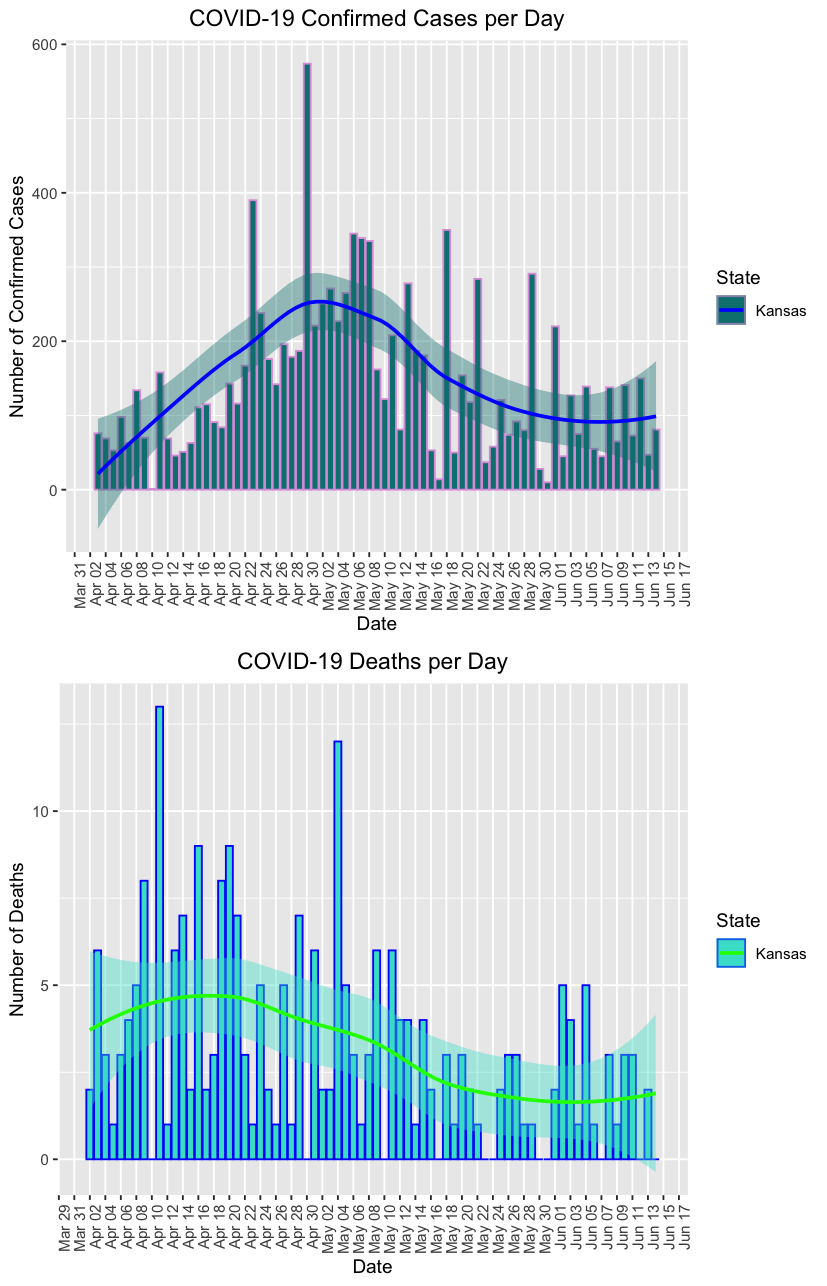 COVID-19 Confirmed Cases per Day
600
400
200
0
Number of Confirmed Cases
Mar 31
Apr 02
Apr 04
Apr 06
Apr 08
Apr 10
Apr 12
Apr 14
Apr 16
Apr 18
Apr 20
Apr 22
Apr 24
Apr 26
Apr 28
Apr 30
May 02
May 04
May 06
May 08
May 10
May 12
May 14
May 16
May 18
May 20
May 22
May 24
May 26
May 28
May 30
Jun 01
Jun 03
Jun 05
Jun 07
Jun 09
Jun 11
Jun 13
Jun 15
Jun 17
Date
State
Kansas
COVID-19 Deaths per Day
10
5
0
Number of Deaths
Mar 29
Mar 31
Apr 02
Apr 04
Apr 06
Apr 08
Apr 10
Apr 12
Apr 14
Apr 16
Apr 18
Apr 20
Apr 22
Apr 24
Apr 26
Apr 28
Apr 30
May 02
May 04
May 06
May 08
May 10
May 12
May 14
May 16
May 18
May 20
May 22
May 24
May 26
May 28
May 30
Jun 01
Jun 03
Jun 05
Jun 07
Jun 09
Jun 11
Jun 13
Jun 15
Jun 17
Date
State
Kansas